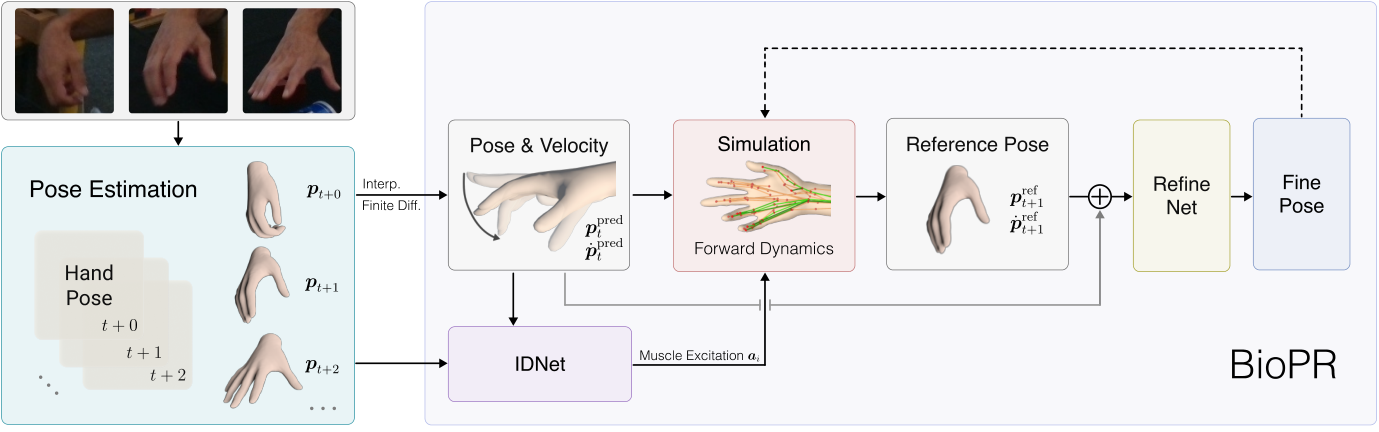 Pose Estimation
p_{t+0}
Hand
Pose
t + 0
t + 1
t + 2
p_{t+1}
p_{t+2}
Interp.
Finite Diff.
Pose & Velocity
p_t^{pred}
ṗ_t^{pred}
IDNet
Muscle Excitation a_i
Simulation
Forward Dynamics
Reference Pose
p_{t+1}^{ref}
ṗ_{t+1}^{ref}
Refine
Net
Fine
Pose
BioPR